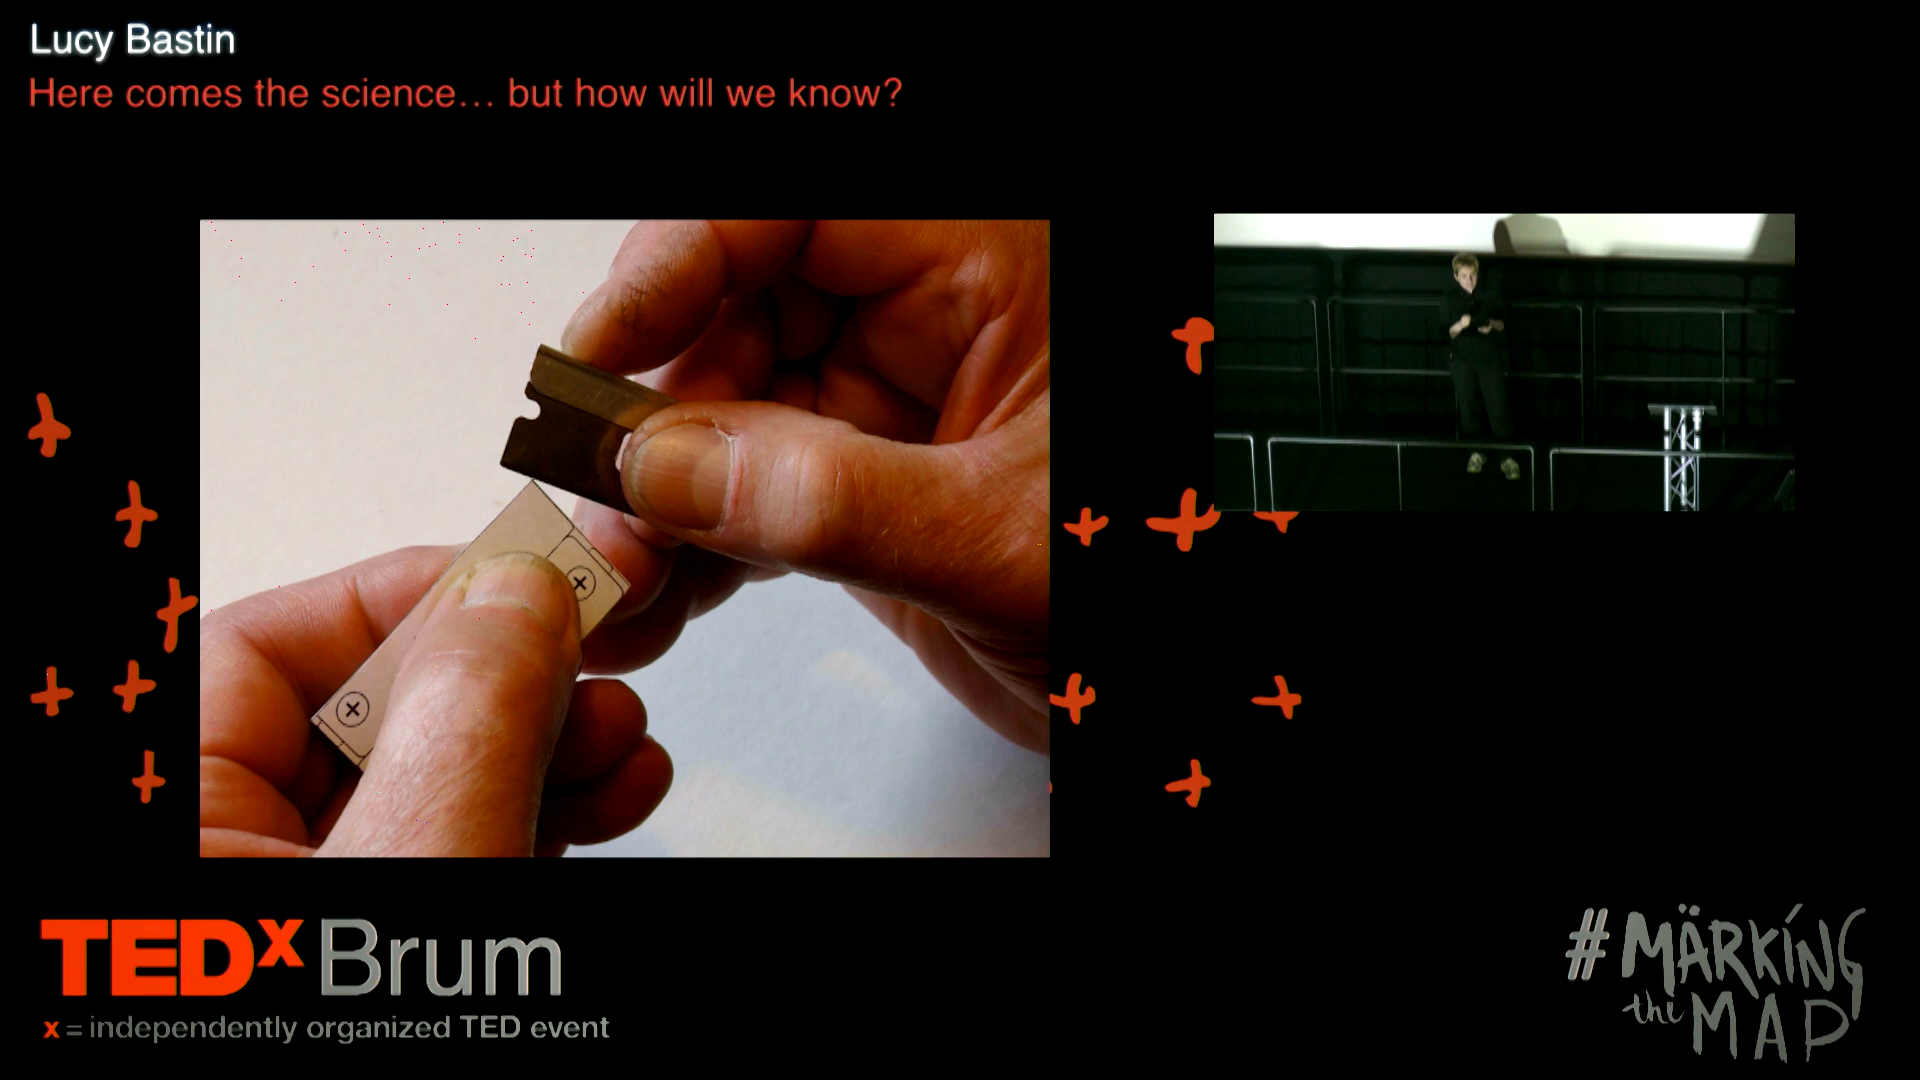 Lucy Bastin
Here comes the science... but how will we know?
TEDx Brum
x = independently organized TED event
#MÄRKÍNG
the MAP